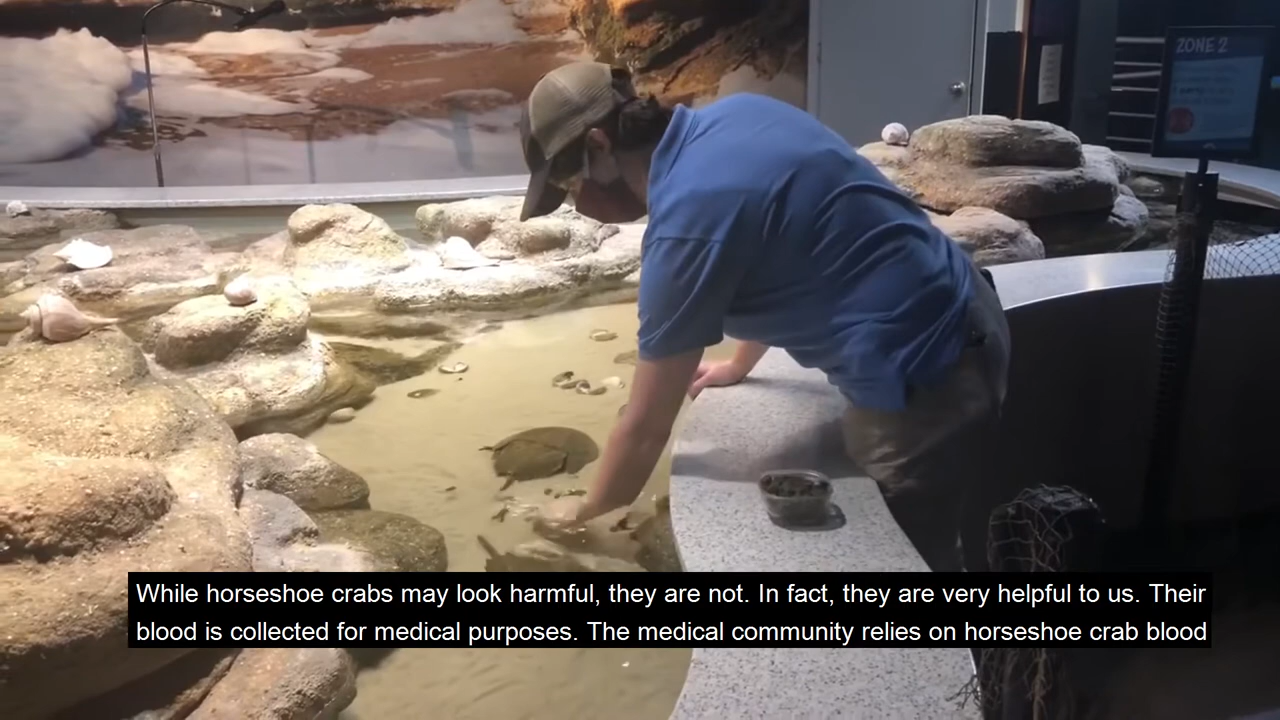 ZONE 2
While horseshoe crabs may look harmful, they are not. In fact, they are very helpful to us. Their
blood is collected for medical purposes. The medical community relies on horseshoe crab blood